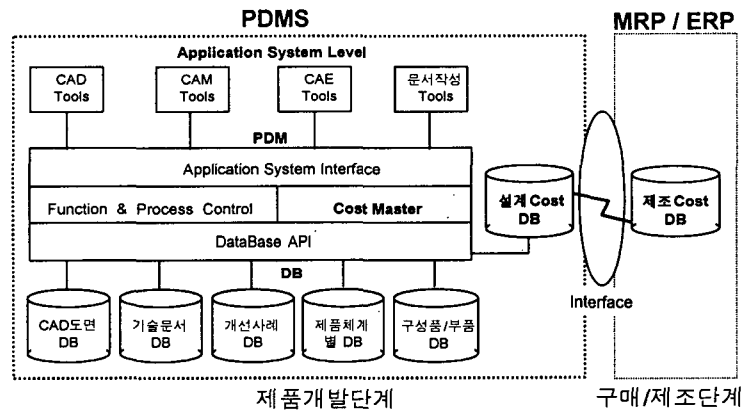 PDMS
MRP / ERP
Application System Level
CAD
Tools
CAM
Tools
CAE
Tools
문서작성
Tools
PDM
Application System Interface
Function & Process Control
Cost Master
DataBase API
DB
설계Cost
DB
제조Cost
DB
Interface
CAD도면
DB
기술문서
DB
개선사례
DB
제품체계
별 DB
구성품/부품
DB
제품개발단계
구매/제조단계